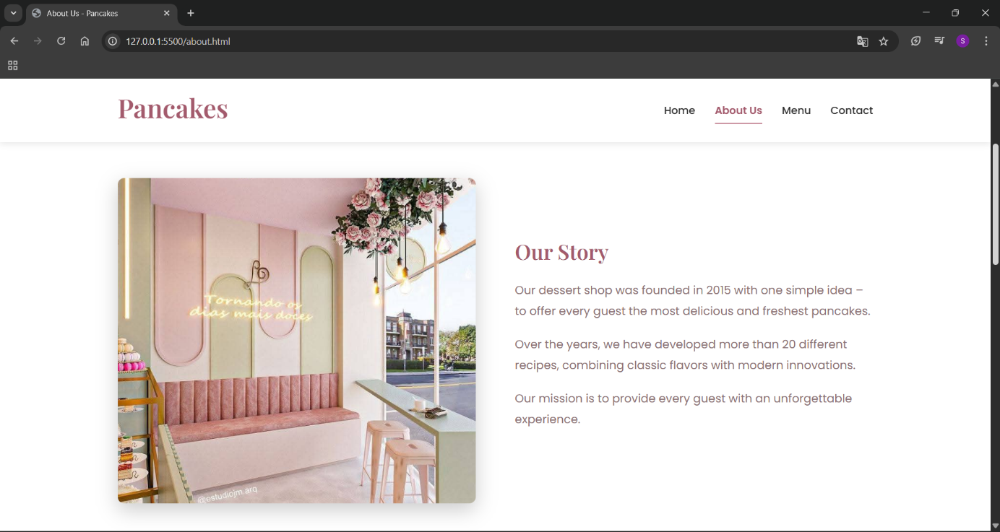 About Us - Pancakes
127.0.0.1:5500/about.html
S
Pancakes
Home About Us Menu Contact
Tornando os
dias mais doces
@estudiojm.arq
Our Story
Our dessert shop was founded in 2015 with one simple idea –
to offer every guest the most delicious and freshest pancakes.
Over the years, we have developed more than 20 different
recipes, combining classic flavors with modern innovations.
Our mission is to provide every guest with an unforgettable
experience.